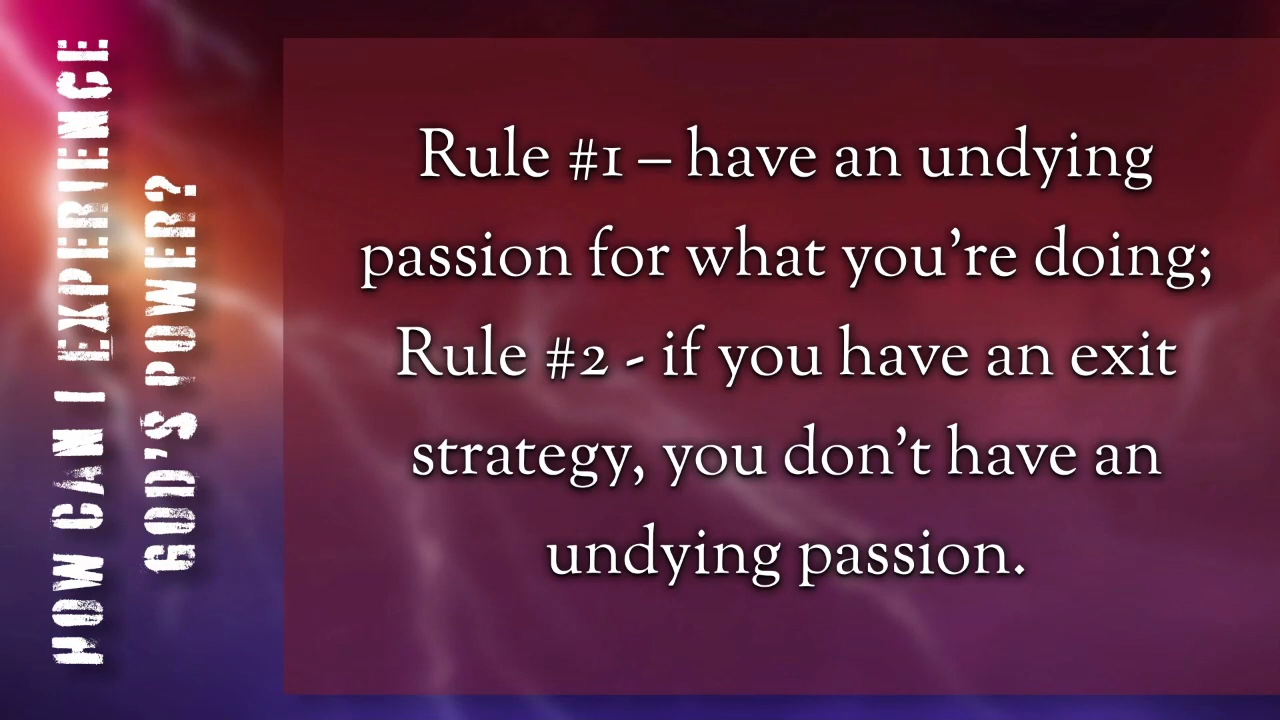 HOW CAN I EXPERIENCE
GOD'S POWER?
Rule #1 – have an undying
passion for what you're doing;
Rule #2 - if you have an exit
strategy, you don't have an
undying passion.